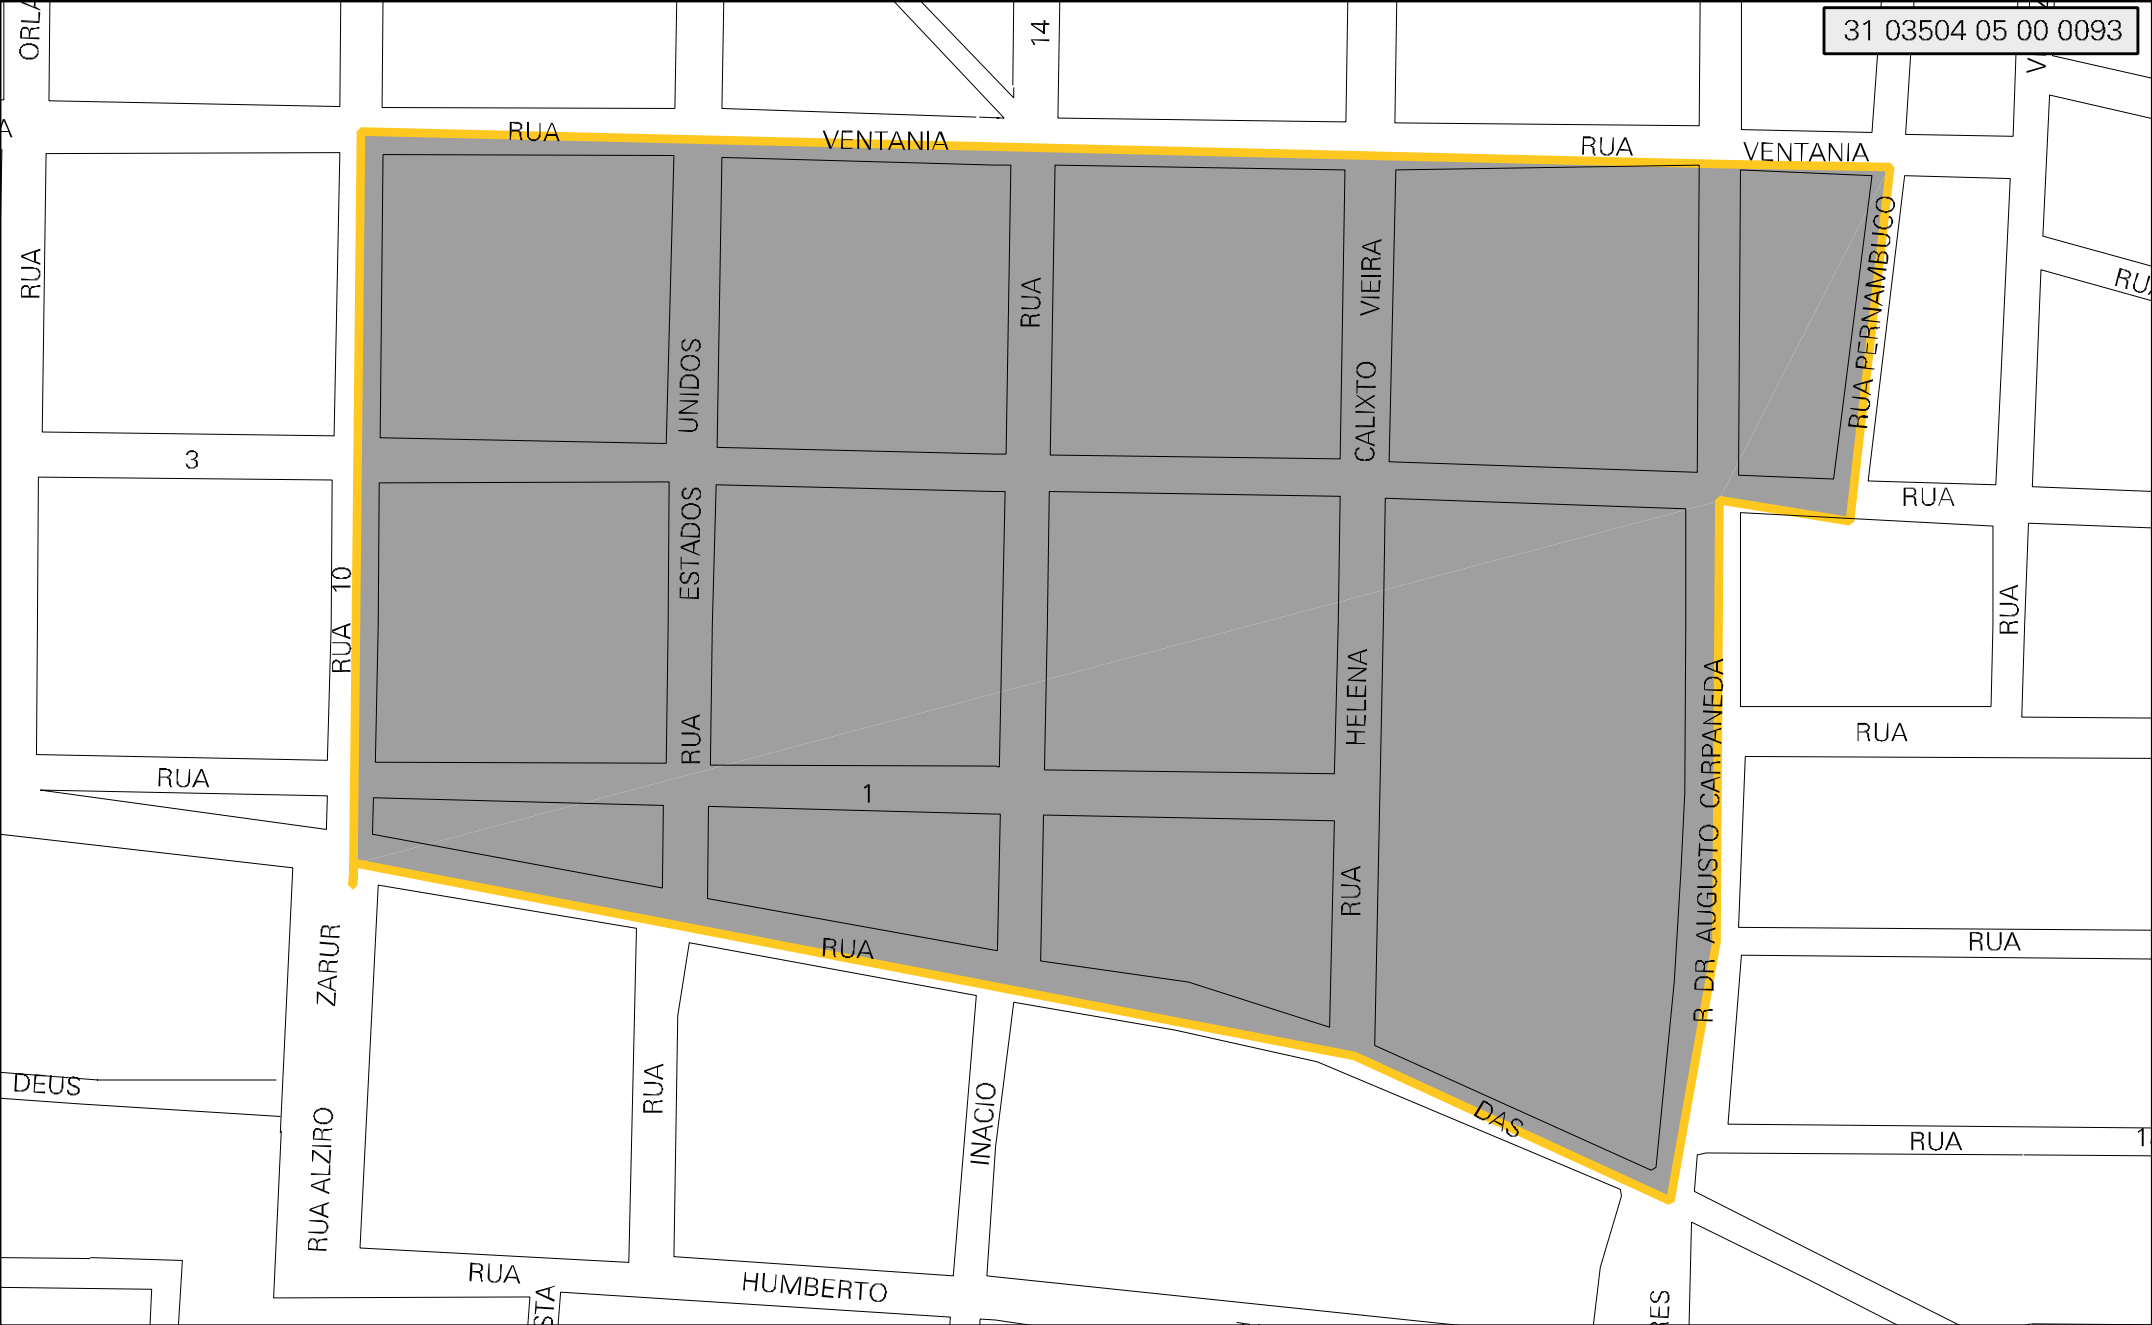 14
31 03504 05 00 0093
RUA
VENTANIA
RUA
VENTANIA
RUA
RUA
VIEIRA
RUA PERNAMBUCO
UNIDOS
CALIXTO
3
ESTADOS
RUA
RUA 10
RUA
HELENA
R DR AUGUSTO CARPANEDA
RUA
RUA
RUA
1
RUA
RUA
ZARUR
RUA
DEUS
RUA
INACIO
DAS
RUA
RUA ALZIRO
RUA
HUMBERTO